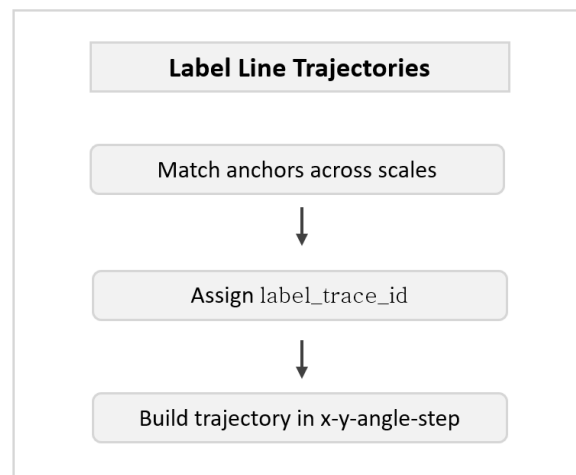 Label Line Trajectories
Match anchors across scales
Assign label_trace_id
Build trajectory in x-y-angle-step